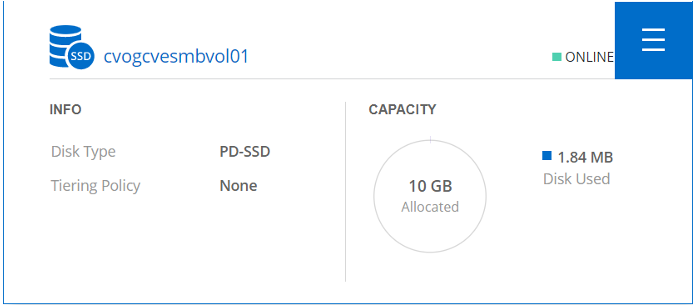 SSD
cvogcvesmbvol01
ONLINE
INFO
Disk Type PD-SSD
Tiering Policy None
CAPACITY
10 GB
Allocated
1.84 MB
Disk Used